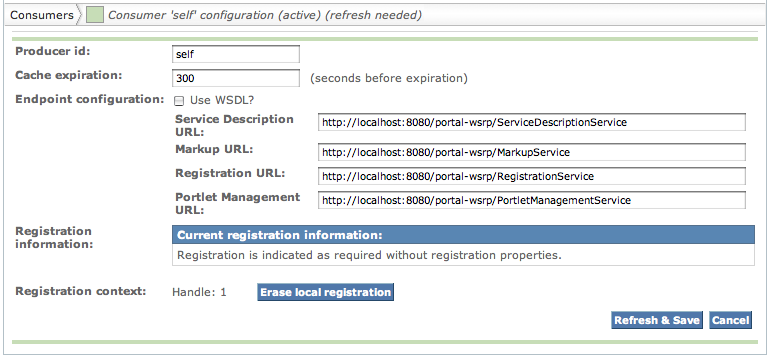 Consumers Consumer 'self' configuration (active) (refresh needed)
Producer id: self
Cache expiration: 300 (seconds before expiration)
Endpoint configuration: Use WSDL?
Service Description URL: http://localhost:8080/portal-wsrp/ServiceDescriptionService
Markup URL: http://localhost:8080/portal-wsrp/MarkupService
Registration URL: http://localhost:8080/portal-wsrp/RegistrationService
Portlet Management URL: http://localhost:8080/portal-wsrp/PortletManagementService
Registration information: Current registration information:
Registration is indicated as required without registration properties.
Registration context: Handle: 1 Erase local registration
Refresh & Save Cancel